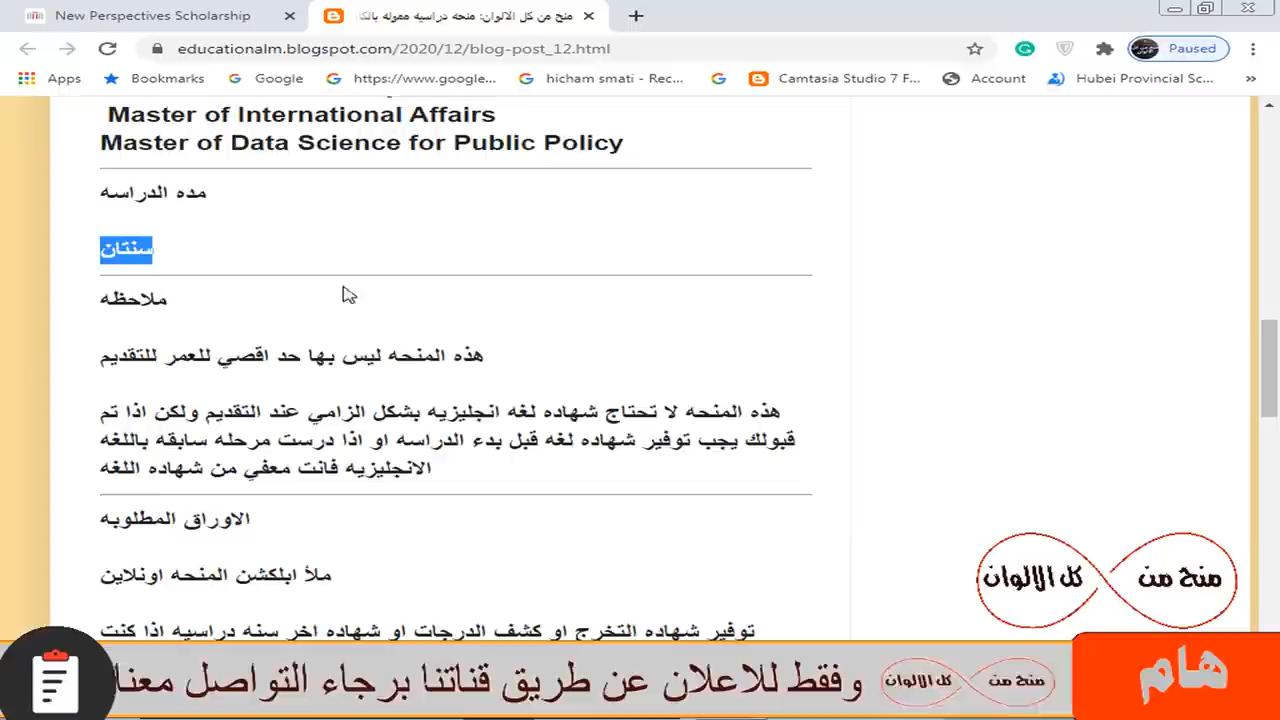 New Perspectives Scholarship
منح من كل الالوان: منحه دراسيه مموله بالكا
educationalm.blogspot.com/2020/12/blog-post_12.html
Paused
Apps
Bookmarks
Google
https://www.google...
hicham smati - Rec...
Camtasia Studio 7 F...
Account
Hubei Provincial Sc...
»
Master of International Affairs
Master of Data Science for Public Policy
مده الدراسه
سنتان
ملاحظه
هذه المنحه ليس بها حد اقصي للعمر للتقديم
هذه المنحه لا تحتاج شهاده لغه انجليزيه بشكل الزامي عند التقديم ولكن اذا تم
قبولك يجب توفير شهاده لغه قبل بدء الدراسه او اذا درست مرحله سابقه باللغه
الانجليزيه فانت معفي من شهاده اللغه
الاوراق المطلوبه
ملأ ابلكشن المنحه اونلاين
توفير شهاده التخرج او كشف الدرجات او شهاده اخر سنه دراسيه اذا كنت
منح من كل الالوان
هام
منح من كل الالوان
وفقط للاعلان عن طريق قناتنا برجاء التواصل معنا